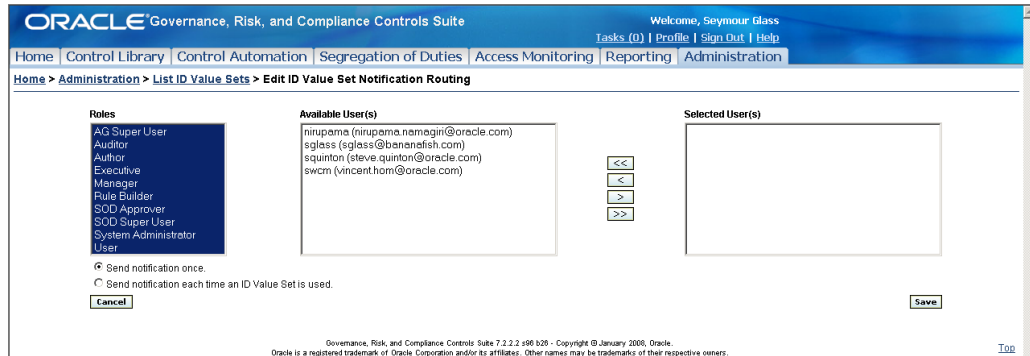 ORACLE® Governance, Risk, and Compliance Controls Suite
Welcome, Seymour Glass
Tasks (0) | Profile | Sign Out | Help
Home Control Library Control Automation Segregation of Duties Access Monitoring Reporting Administration
Home > Administration > List ID Value Sets > Edit ID Value Set Notification Routing
Roles
AG Super User
Auditor
Author
Executive
Manager
Rule Builder
SOD Approver
SOD Super User
System Administrator
User
Available User(s)
nirupama (nirupama.namagiri@oracle.com)
sglass (sglass@bananafish.com)
squinton (steve.quinton@oracle.com)
swcm (vincent.hom@oracle.com)
<<
<
>
>>
Selected User(s)
Send notification once.
Send notification each time an ID Value Set is used.
Cancel
Save
Governance, Risk, and Compliance Controls Suite 7.2.2.2 s96 b26 - Copyright © January 2008, Oracle.
Oracle is a registered trademark of Oracle Corporation and/or its affiliates. Other names may be trademarks of their respective owners.
Top